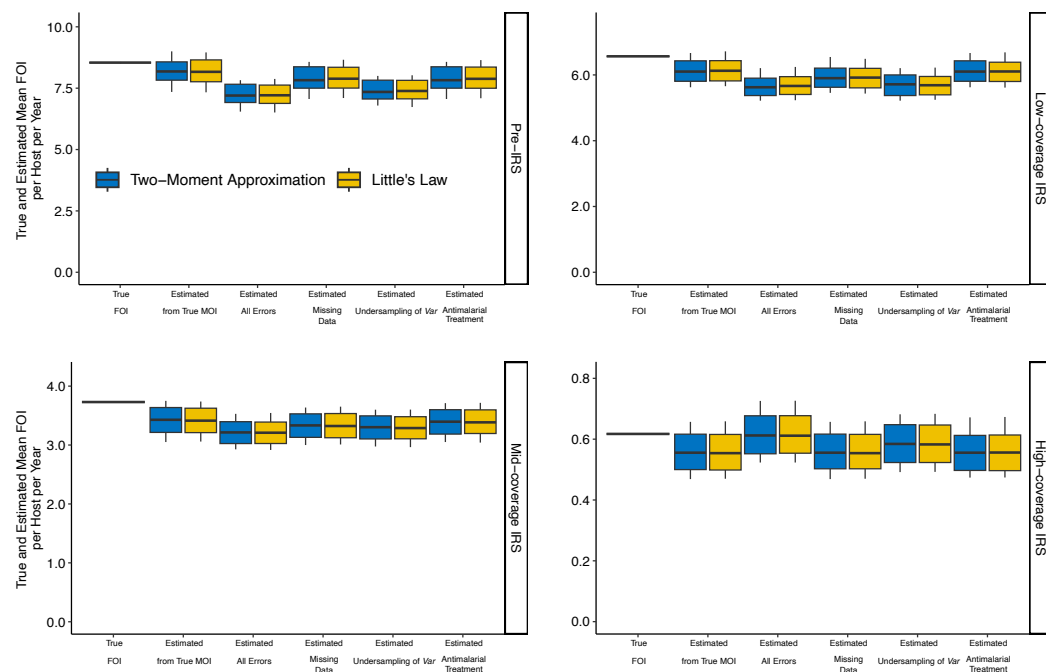 True and Estimated Mean FOI
per Host per Year
10.0
7.5
5.0
2.5
0.0
Two−Moment Approximation
Little's Law
True
FOI
Estimated
from True MOI
Estimated
All Errors
Estimated
Missing
Data
Estimated
Undersampling of Var
Estimated
Antimalarial
Treatment
Pre−IRS
6.0
4.0
2.0
0.0
True
FOI
Estimated
from True MOI
Estimated
All Errors
Estimated
Missing
Data
Estimated
Undersampling of Var
Estimated
Antimalarial
Treatment
Low−coverage IRS
True and Estimated Mean FOI
per Host per Year
4.0
3.0
2.0
1.0
0.0
True
FOI
Estimated
from True MOI
Estimated
All Errors
Estimated
Missing
Data
Estimated
Undersampling of Var
Estimated
Antimalarial
Treatment
Mid−coverage IRS
0.8
0.6
0.4
0.2
0.0
True
FOI
Estimated
from True MOI
Estimated
All Errors
Estimated
Missing
Data
Estimated
Undersampling of Var
Estimated
Antimalarial
Treatment
High−coverage IRS